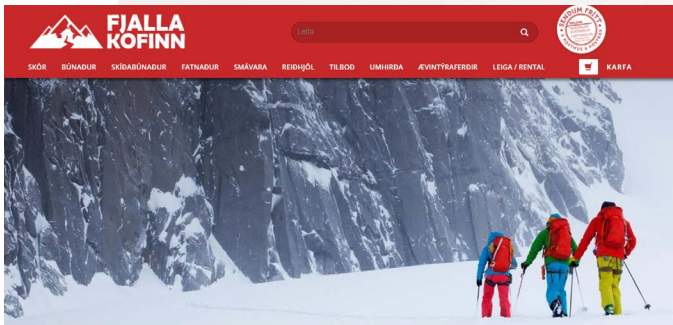 FJALLA
KOFINN
Leita
SENDUM FRÍTT
SKÓR BÚNAÐUR SKÍÐABÚNAÐUR FATNAÐUR SMÁVARA REIÐHJÓL TILBOÐ UMHIRÐA ÆVINTÝRAFERÐIR LEIGA / RENTAL KARFA